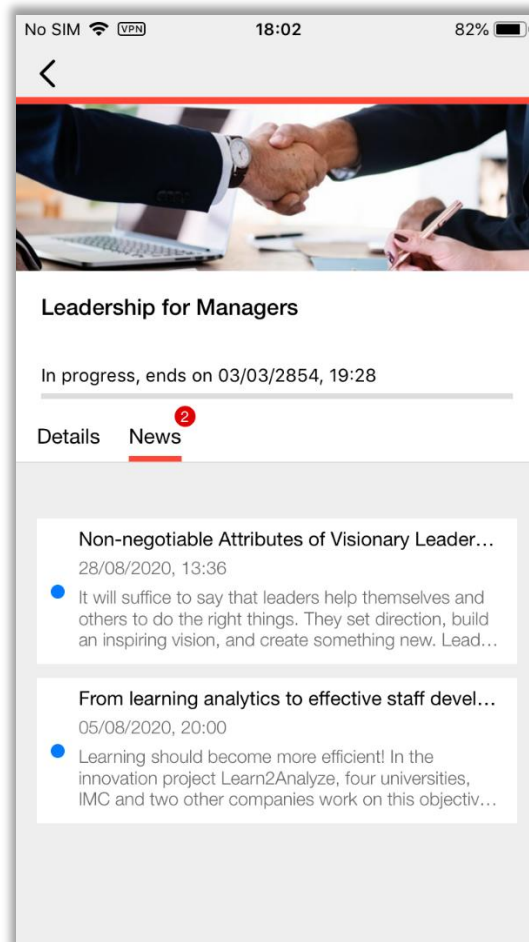 No SIM VPN 18:02 82%
Leadership for Managers
In progress, ends on 03/03/2854, 19:28
2
Details News
Non-negotiable Attributes of Visionary Leader...
28/08/2020, 13:36
It will suffice to say that leaders help themselves and
others to do the right things. They set direction, build
an inspiring vision, and create something new. Lead...
From learning analytics to effective staff devel...
05/08/2020, 20:00
Learning should become more efficient! In the
innovation project Learn2Analyze, four universities,
IMC and two other companies work on this objectiv...